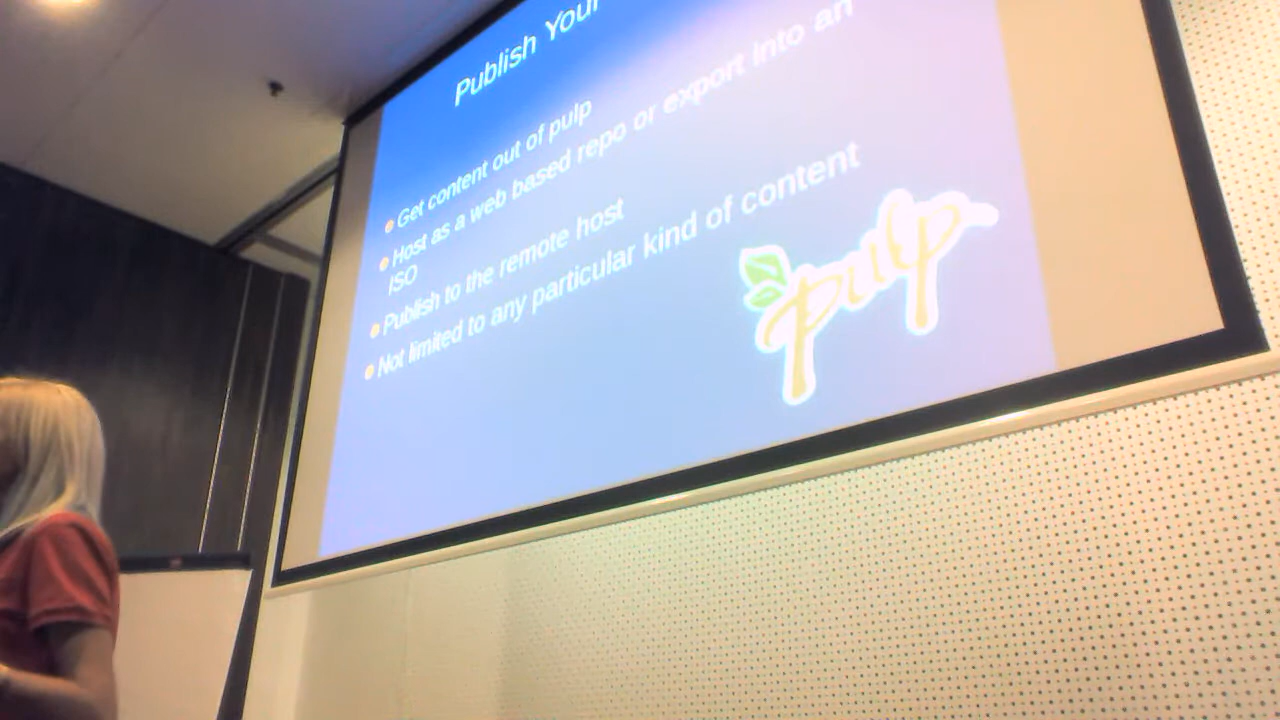 Publish Your
Get content out of pulp
Host as a web based repo or export into an
ISO
Publish to the remote host
Not limited to any particular kind of content
pulp